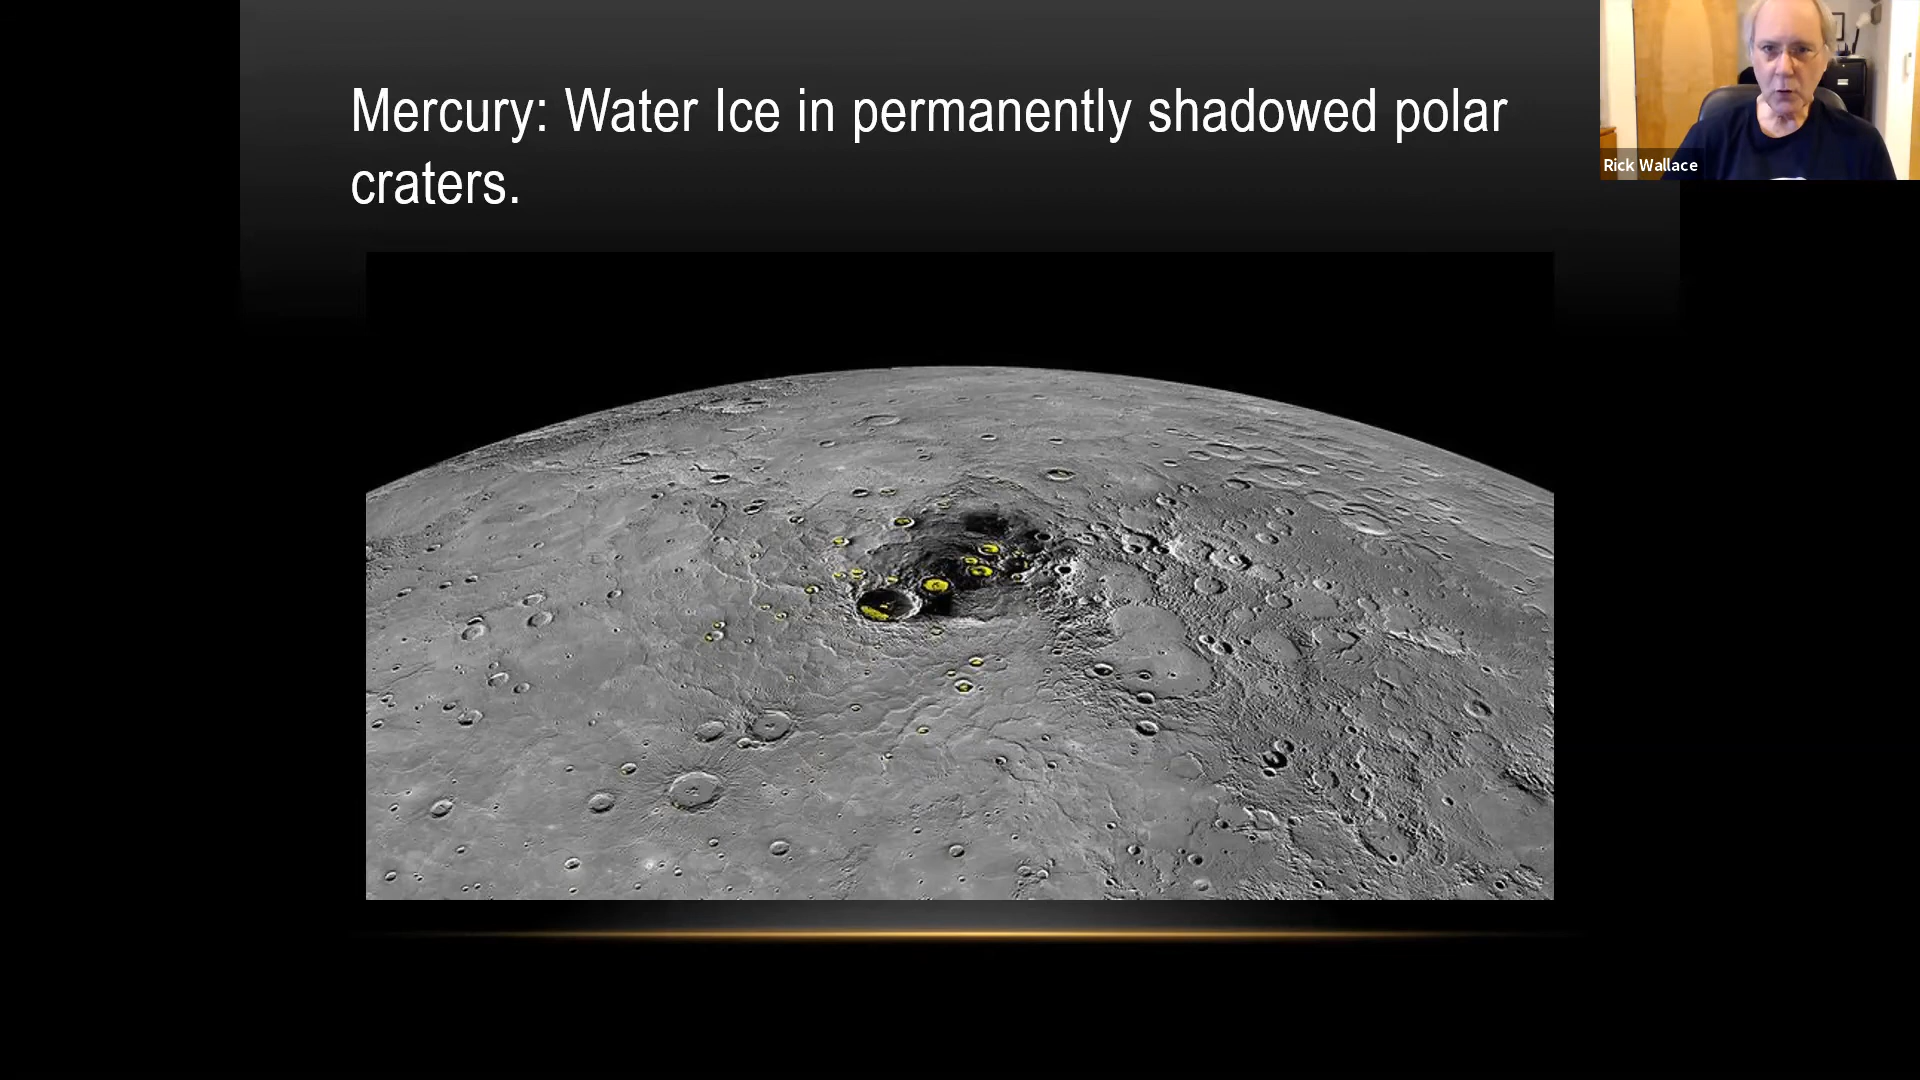 Mercury: Water Ice in permanently shadowed polar
craters.
Rick Wallace